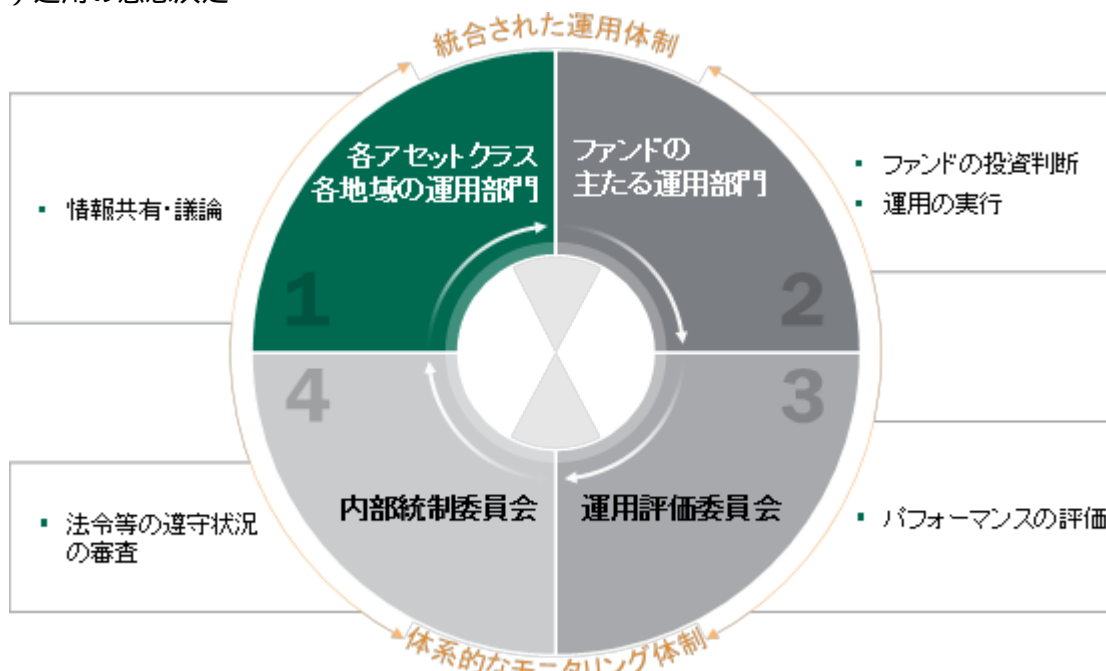 統合された運用体制
各アセットクラス
各地域の運用部門
1
ファンドの
主たる運用部門
2
▪ 情報共有・議論
▪ ファンドの投資判断
▪ 運用の実行
4
内部統制委員会
3
運用評価委員会
▪ 法令等の遵守状況
の審査
▪ パフォーマンスの評価
体系的なモニタリング体制